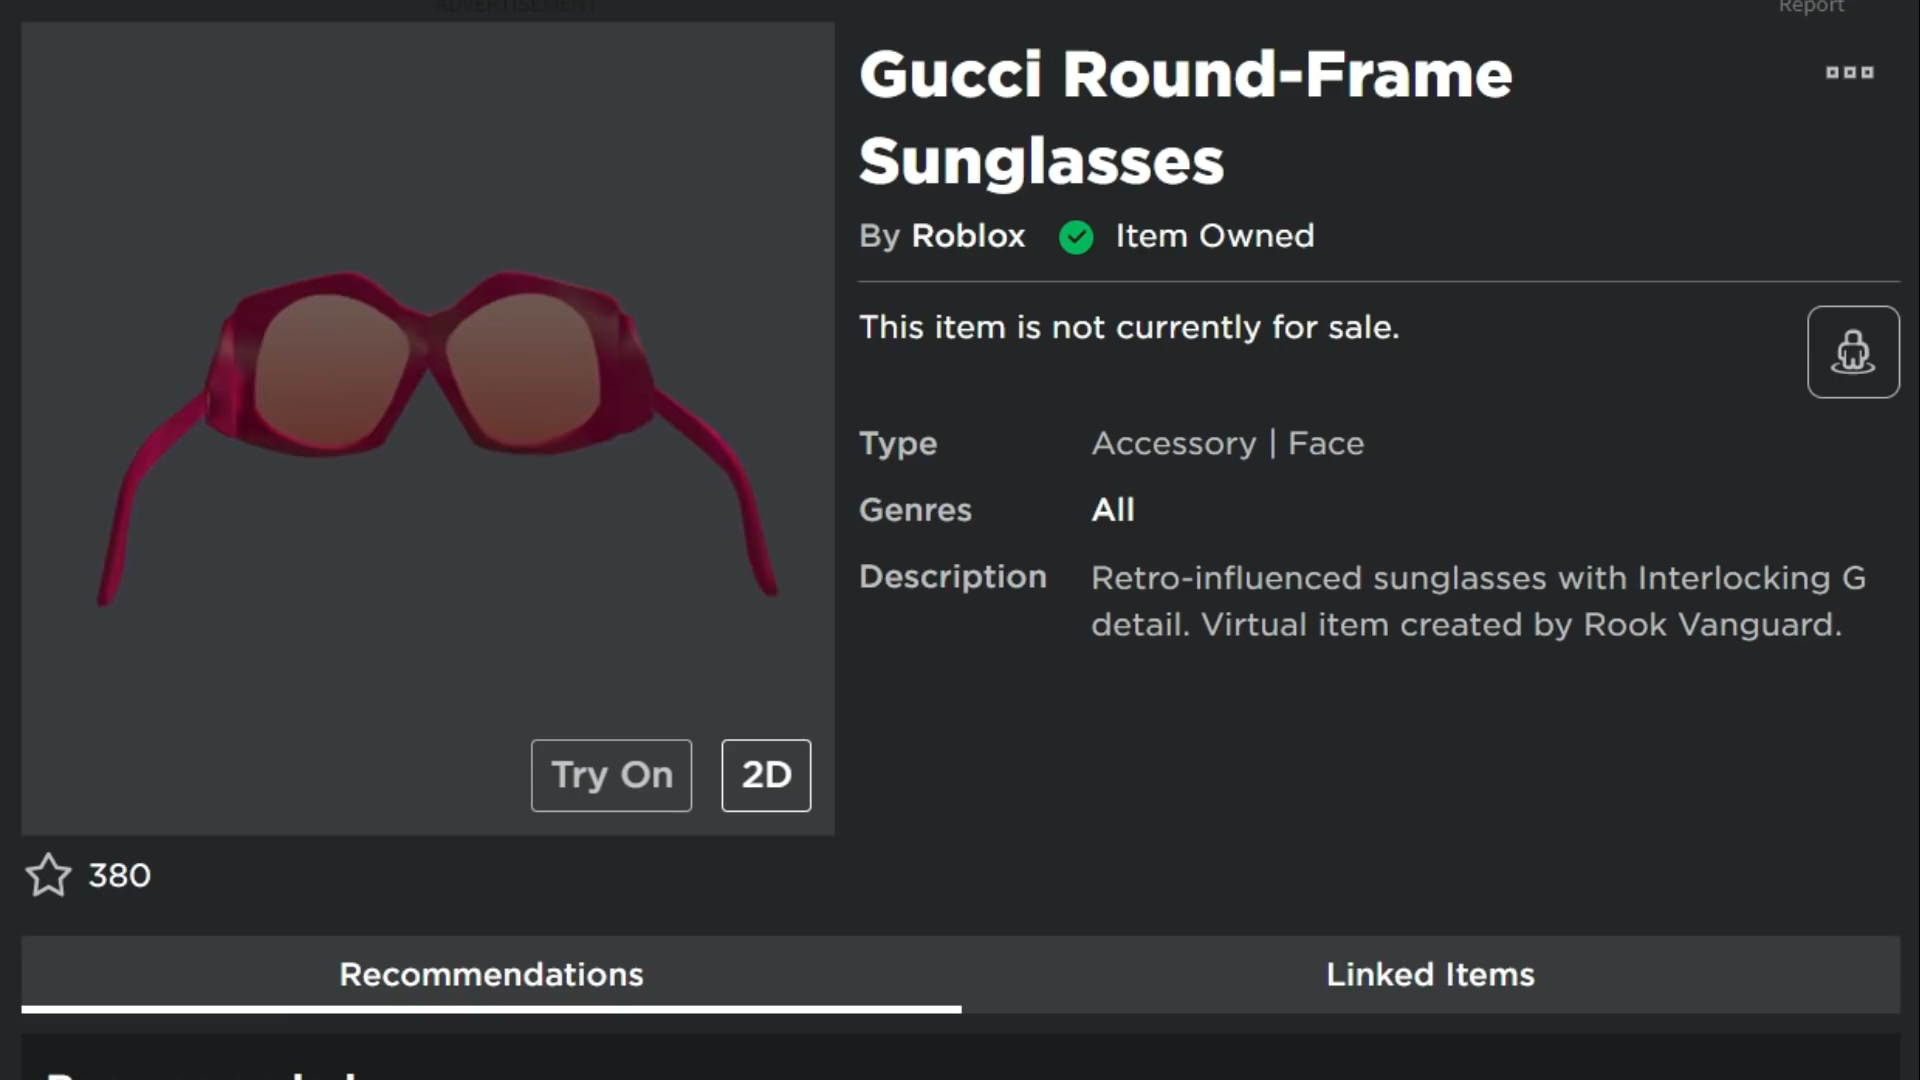 ADVERTISEMENT
Report
Gucci Round-Frame
Sunglasses
By Roblox Item Owned
This item is not currently for sale.
Type Accessory | Face
Genres All
Description Retro-influenced sunglasses with Interlocking G
detail. Virtual item created by Rook Vanguard.
Try On 2D
380
Recommendations Linked Items